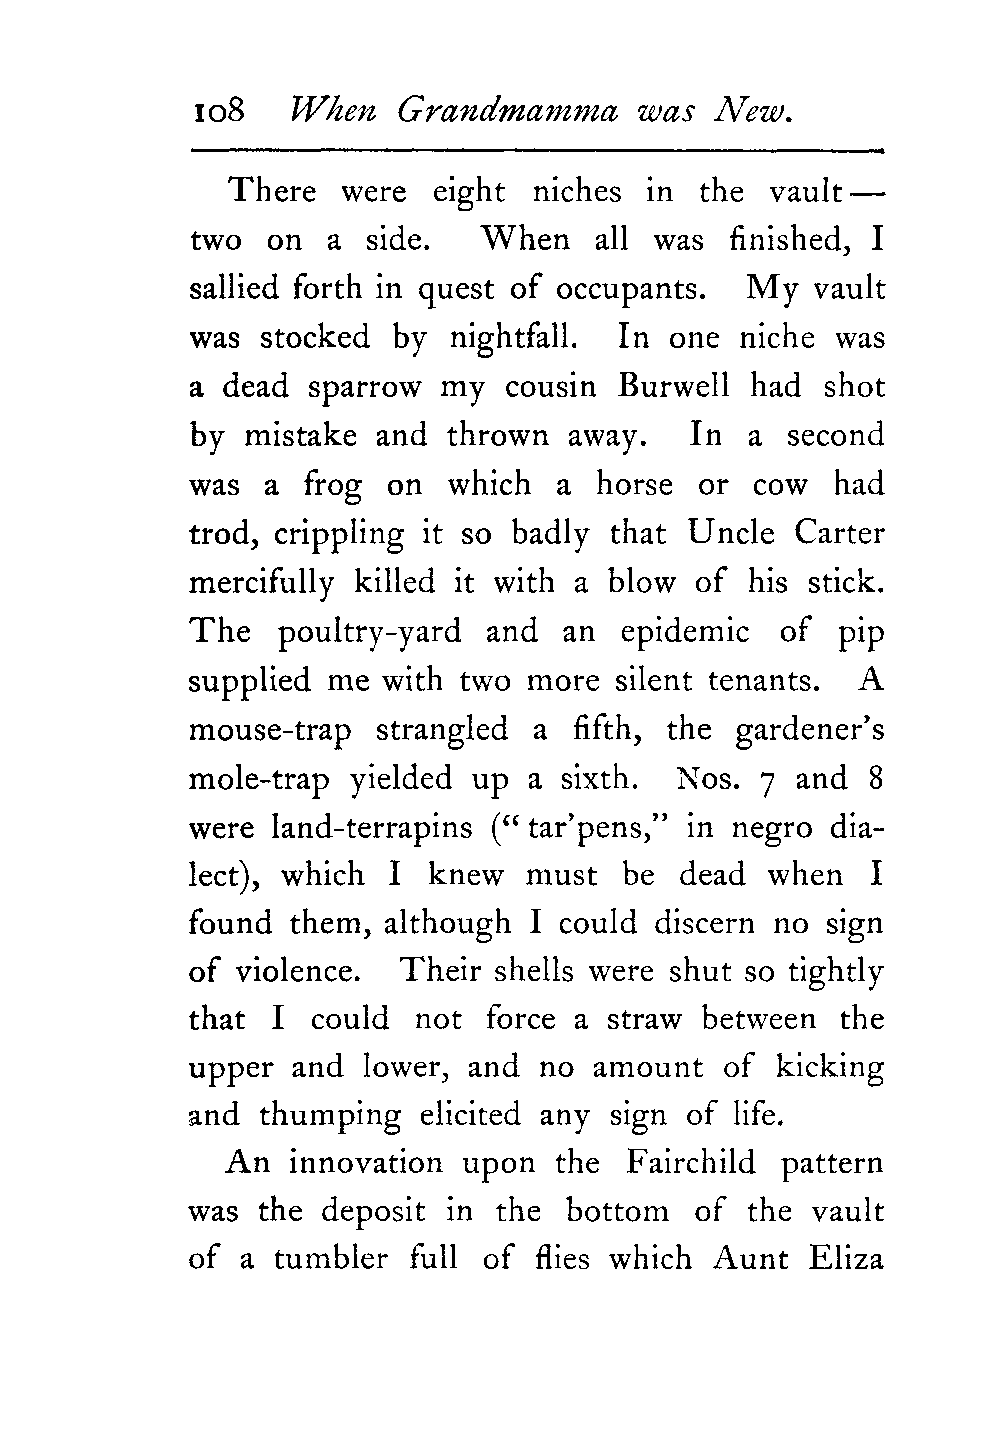 108 When Grandmamma was New.
There were eight niches in the vault—
two on a side. When all was finished, I
sallied forth in quest of occupants. My vault
was stocked by nightfall. In one niche was
a dead sparrow my cousin Burwell had shot
by mistake and thrown away. In a second
was a frog on which a horse or cow had
trod, crippling it so badly that Uncle Carter
mercifully killed it with a blow of his stick.
The poultry-yard and an epidemic of pip
supplied me with two more silent tenants. A
mouse-trap strangled a fifth, the gardener's
mole-trap yielded up a sixth. Nos. 7 and 8
were land-terrapins (“tar'pens,” in negro dia-
lect), which I knew must be dead when I
found them, although I could discern no sign
of violence. Their shells were shut so tightly
that I could not force a straw between the
upper and lower, and no amount of kicking
and thumping elicited any sign of life.
An innovation upon the Fairchild pattern
was the deposit in the bottom of the vault
of a tumbler full of flies which Aunt Eliza